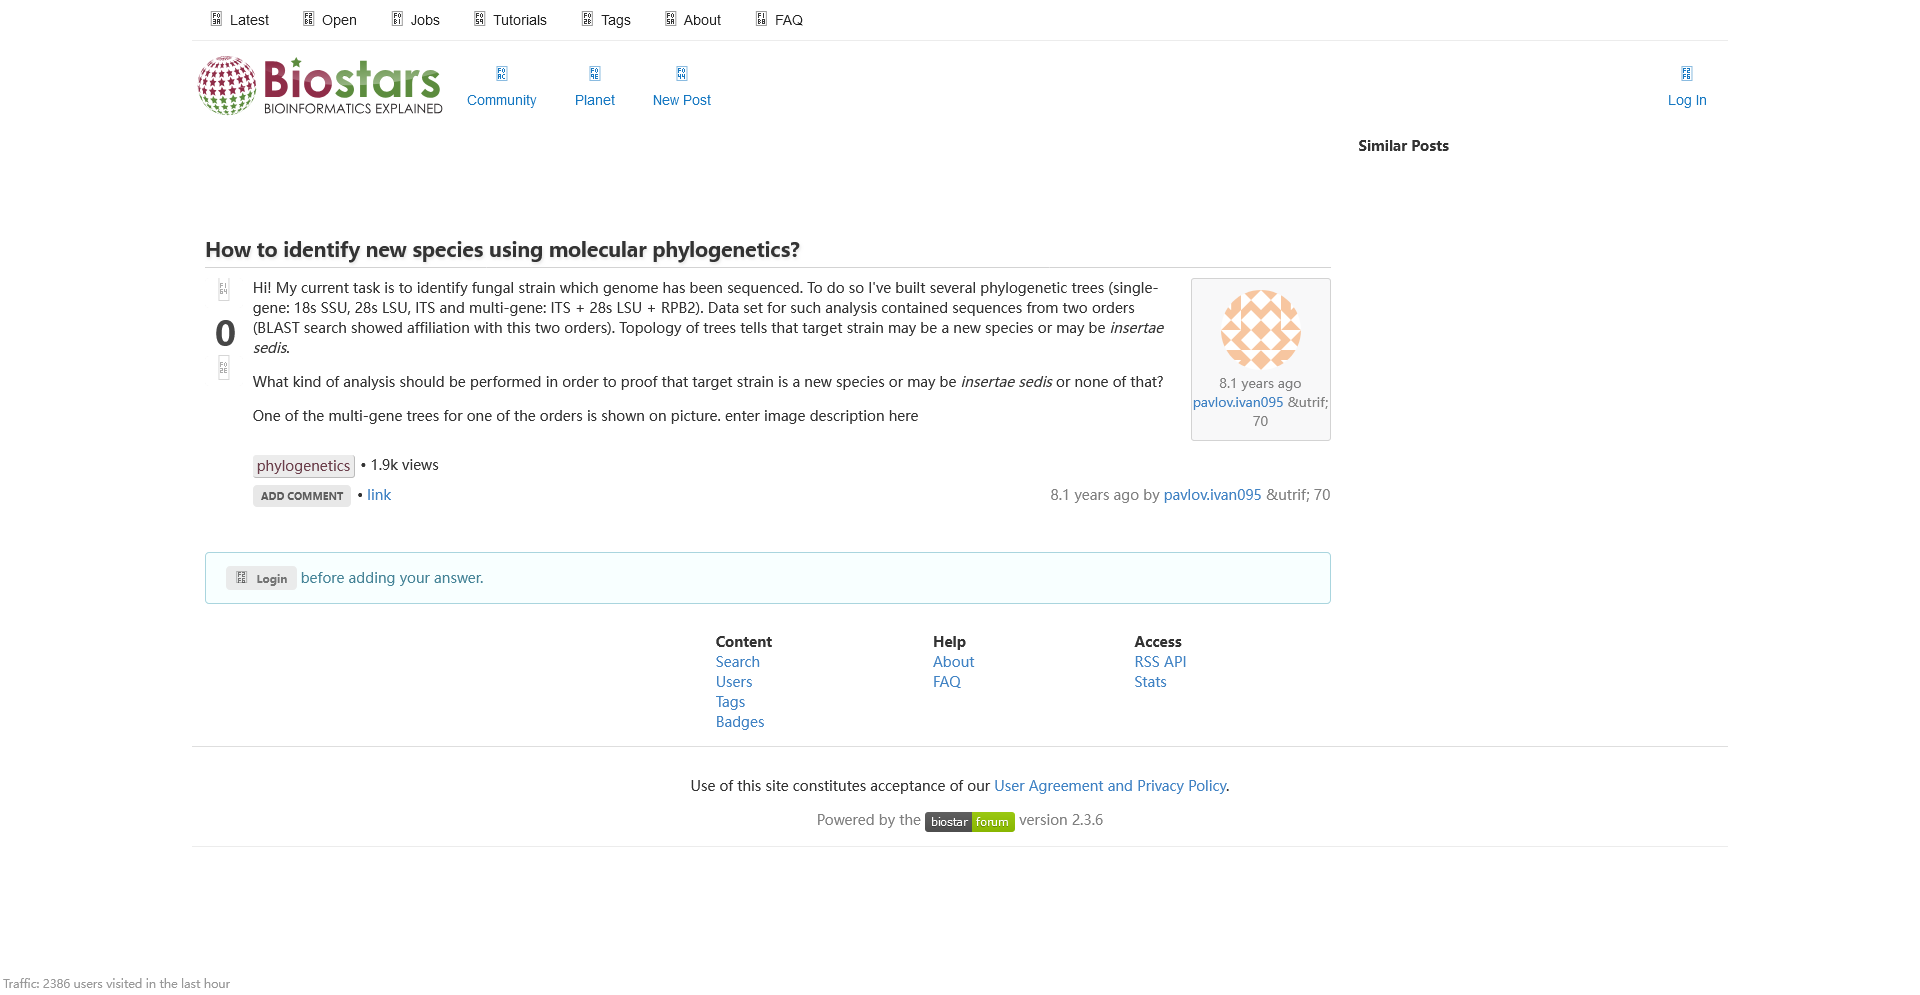 Latest Open Jobs Tutorials Tags About FAQ
Biostars
BIOINFORMATICS EXPLAINED
Community Planet New Post Log In
Similar Posts
How to identify new species using molecular phylogenetics?
0
Hi! My current task is to identify fungal strain which genome has been sequenced. To do so I've built several phylogenetic trees (single-
gene: 18s SSU, 28s LSU, ITS and multi-gene: ITS + 28s LSU + RPB2). Data set for such analysis contained sequences from two orders
(BLAST search showed affiliation with this two orders). Topology of trees tells that target strain may be a new species or may be insertae
sedis.
What kind of analysis should be performed in order to proof that target strain is a new species or may be insertae sedis or none of that?
One of the multi-gene trees for one of the orders is shown on picture. enter image description here
8.1 years ago
pavlov.ivan095 &utrif;
70
phylogenetics • 1.9k views
ADD COMMENT • link
8.1 years ago by pavlov.ivan095 &utrif; 70
Login before adding your answer.
Content
Search
Users
Tags
Badges
Help
About
FAQ
Access
RSS API
Stats
Use of this site constitutes acceptance of our User Agreement and Privacy Policy.
Powered by the biostar forum version 2.3.6
Traffic: 2386 users visited in the last hour